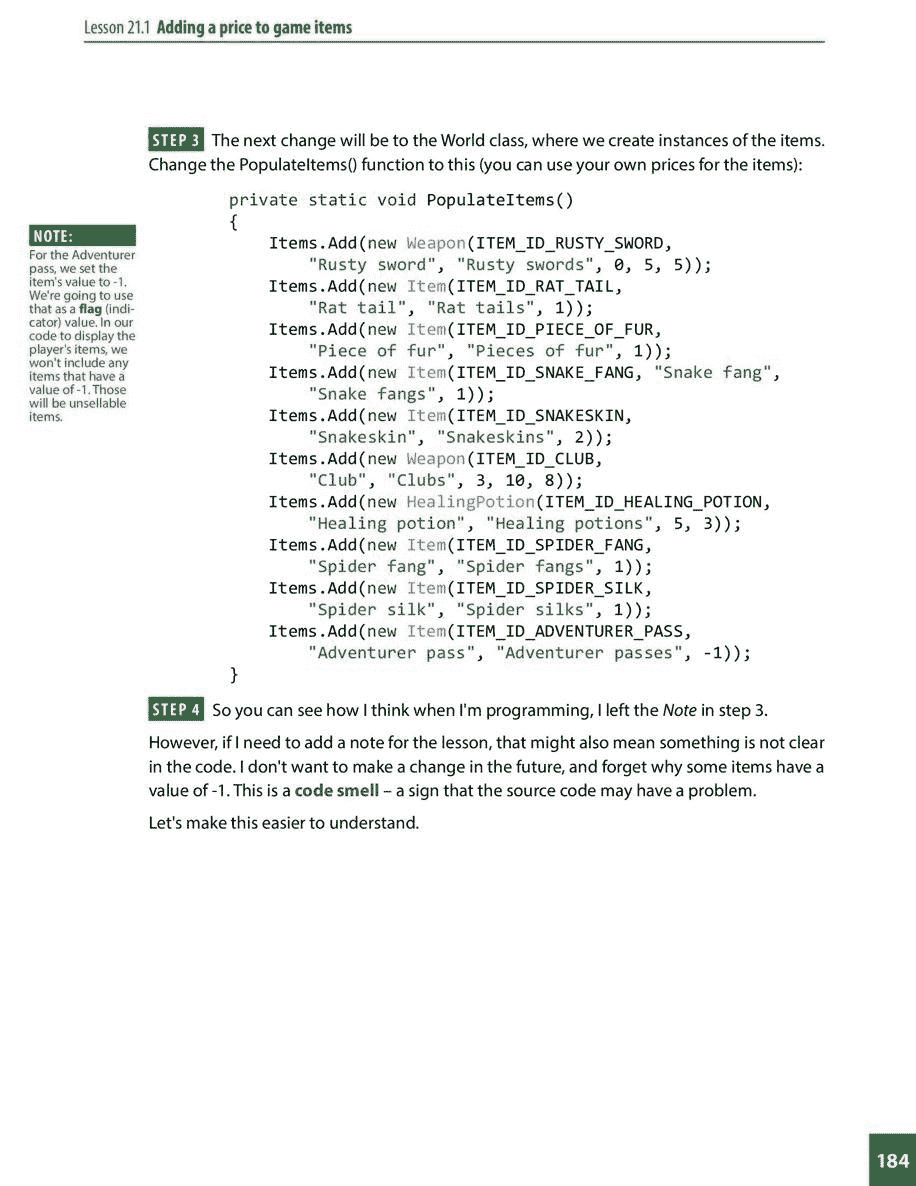 Lesson 21.1 Adding a price to game items
STEP 3 The next change will be to the World class, where we create instances of the items.
Change the PopulateItems() function to this (you can use your own prices for the items):
private static void PopulateItems()
{
    Items.Add(new Weapon(ITEM_ID_RUSTY_SWORD,
        "Rusty sword", "Rusty swords", 0, 5, 5));
    Items.Add(new Item(ITEM_ID_RAT_TAIL,
        "Rat tail", "Rat tails", 1));
    Items.Add(new Item(ITEM_ID_PIECE_OF_FUR,
        "Piece of fur", "Pieces of fur", 1));
    Items.Add(new Item(ITEM_ID_SNAKE_FANG, "Snake fang",
        "Snake fangs", 1));
    Items.Add(new Item(ITEM_ID_SNAKESKIN,
        "Snakeskin", "Snakeskins", 2));
    Items.Add(new Weapon(ITEM_ID_CLUB,
        "Club", "Clubs", 3, 10, 8));
    Items.Add(new HealingPotion(ITEM_ID_HEALING_POTION,
        "Healing potion", "Healing potions", 5, 3));
    Items.Add(new Item(ITEM_ID_SPIDER_FANG,
        "Spider fang", "Spider fangs", 1));
    Items.Add(new Item(ITEM_ID_SPIDER_SILK,
        "Spider silk", "Spider silks", 1));
    Items.Add(new Item(ITEM_ID_ADVENTURER_PASS,
        "Adventurer pass", "Adventurer passes", -1));
}
NOTE:
For the Adventurer
pass, we set the
item's value to -1.
We're going to use
that as a flag (indi-
cator) value. In our
code to display the
player's items, we
won't include any
items that have a
value of -1. Those
will be unsellable
items.
STEP 4 So you can see how I think when I'm programming, I left the Note in step 3.
However, if I need to add a note for the lesson, that might also mean something is not clear
in the code. I don't want to make a change in the future, and forget why some items have a
value of -1. This is a code smell – a sign that the source code may have a problem.
Let's make this easier to understand.
184